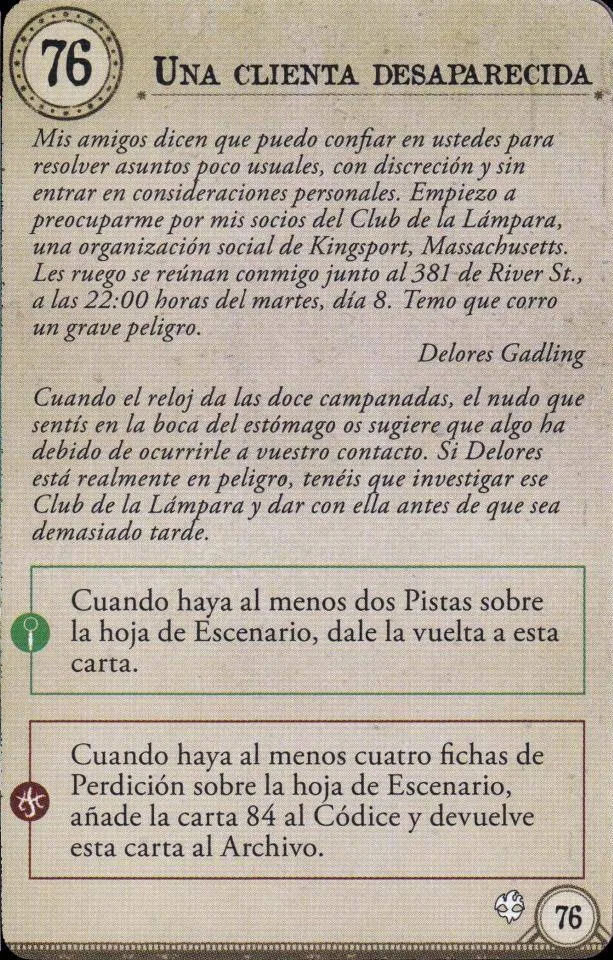 76
Una clienta desaparecida
Mis amigos dicen que puedo confiar en ustedes para
resolver asuntos poco usuales, con discreción y sin
entrar en consideraciones personales. Empiezo a
preocuparme por mis socios del Club de la Lámpara,
una organización social de Kingsport, Massachusetts.
Les ruego se reúnan conmigo junto al 381 de River St.,
a las 22:00 horas del martes, día 8. Temo que corro
un grave peligro.
Delores Gadling
Cuando el reloj da las doce campanadas, el nudo que
sentís en la boca del estómago os sugiere que algo ha
debido de ocurrirle a vuestro contacto. Si Delores
está realmente en peligro, tenéis que investigar ese
Club de la Lámpara y dar con ella antes de que sea
demasiado tarde.
Cuando haya al menos dos Pistas sobre
la hoja de Escenario, dale la vuelta a esta
carta.
Cuando haya al menos cuatro fichas de
Perdición sobre la hoja de Escenario,
añade la carta 84 al Códice y devuelve
esta carta al Archivo.
76